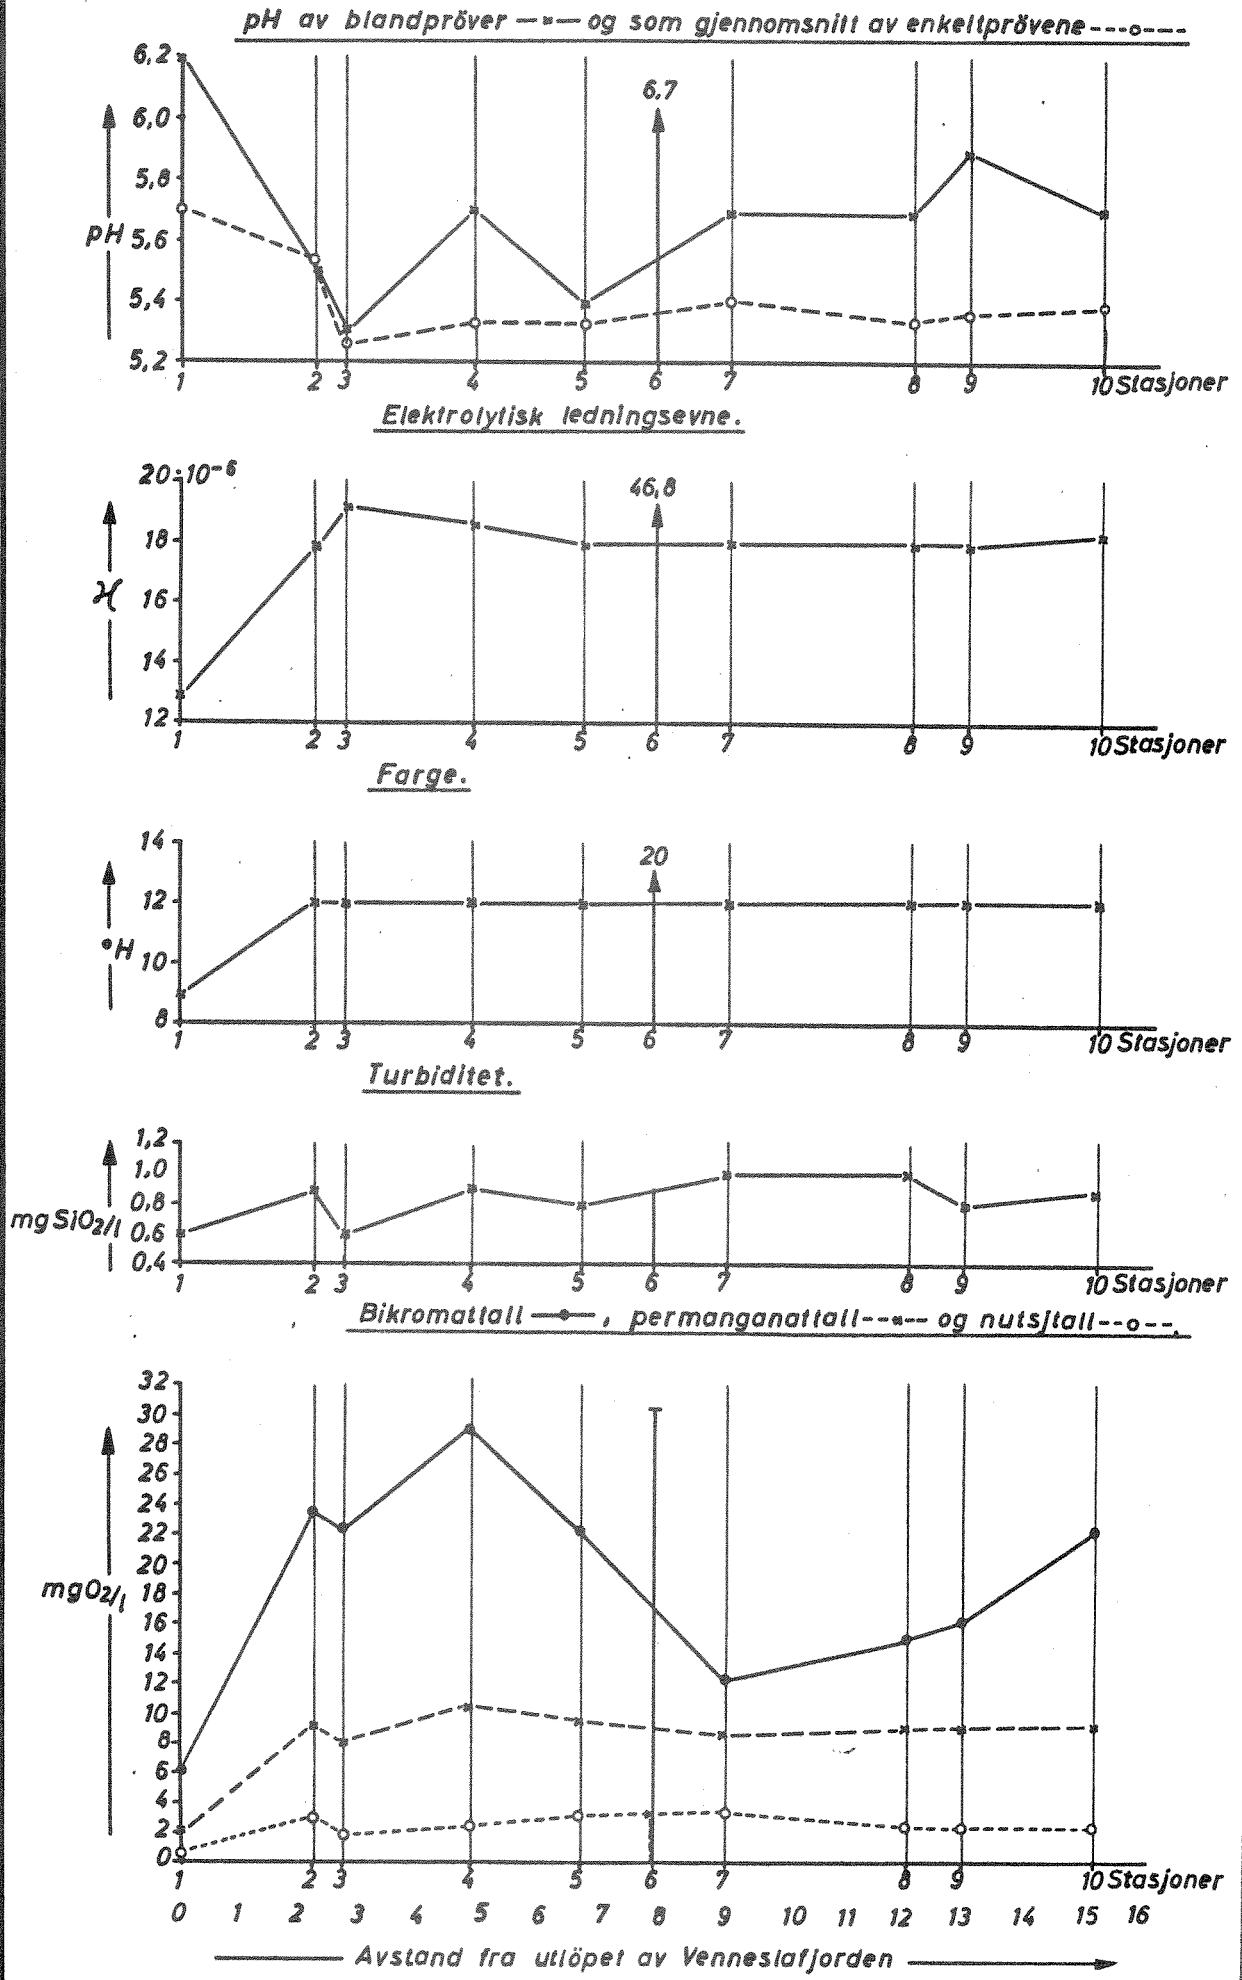 pH av blandpröver —×— og som gjennomsnitt av enkeltprövene ---o---
6,2
6.7
6,0
5,8
pH 5,6
5,4
5,2
1 2 3 4 5 6 7 8 9 10 Stasjoner
Elektrolytisk ledningsevne.
20·10⁻⁶
46,8
18
ϰ 16
14
12
1 2 3 4 5 6 7 8 9 10 Stasjoner
Farge.
14
20
12
°H 10
8
1 2 3 4 5 6 7 8 9 10 Stasjoner
Turbiditet.
1,2
1.0
0,8
mg SiO2/l 0.6
0,4
1 2 3 4 5 6 7 8 9 10 Stasjoner
Bikromattall —●—, permanganattall --×-- og nutsjtall --o--.
32
30
28
26
24
22
20
mgO2/l 18
16
14
12
10
8
6
4
2
0
1 2 3 4 5 6 7 8 9 10 Stasjoner
0 1 2 3 4 5 6 7 8 9 10 11 12 13 14 15 16
Avstand fra utlöpet av Venneslafjorden